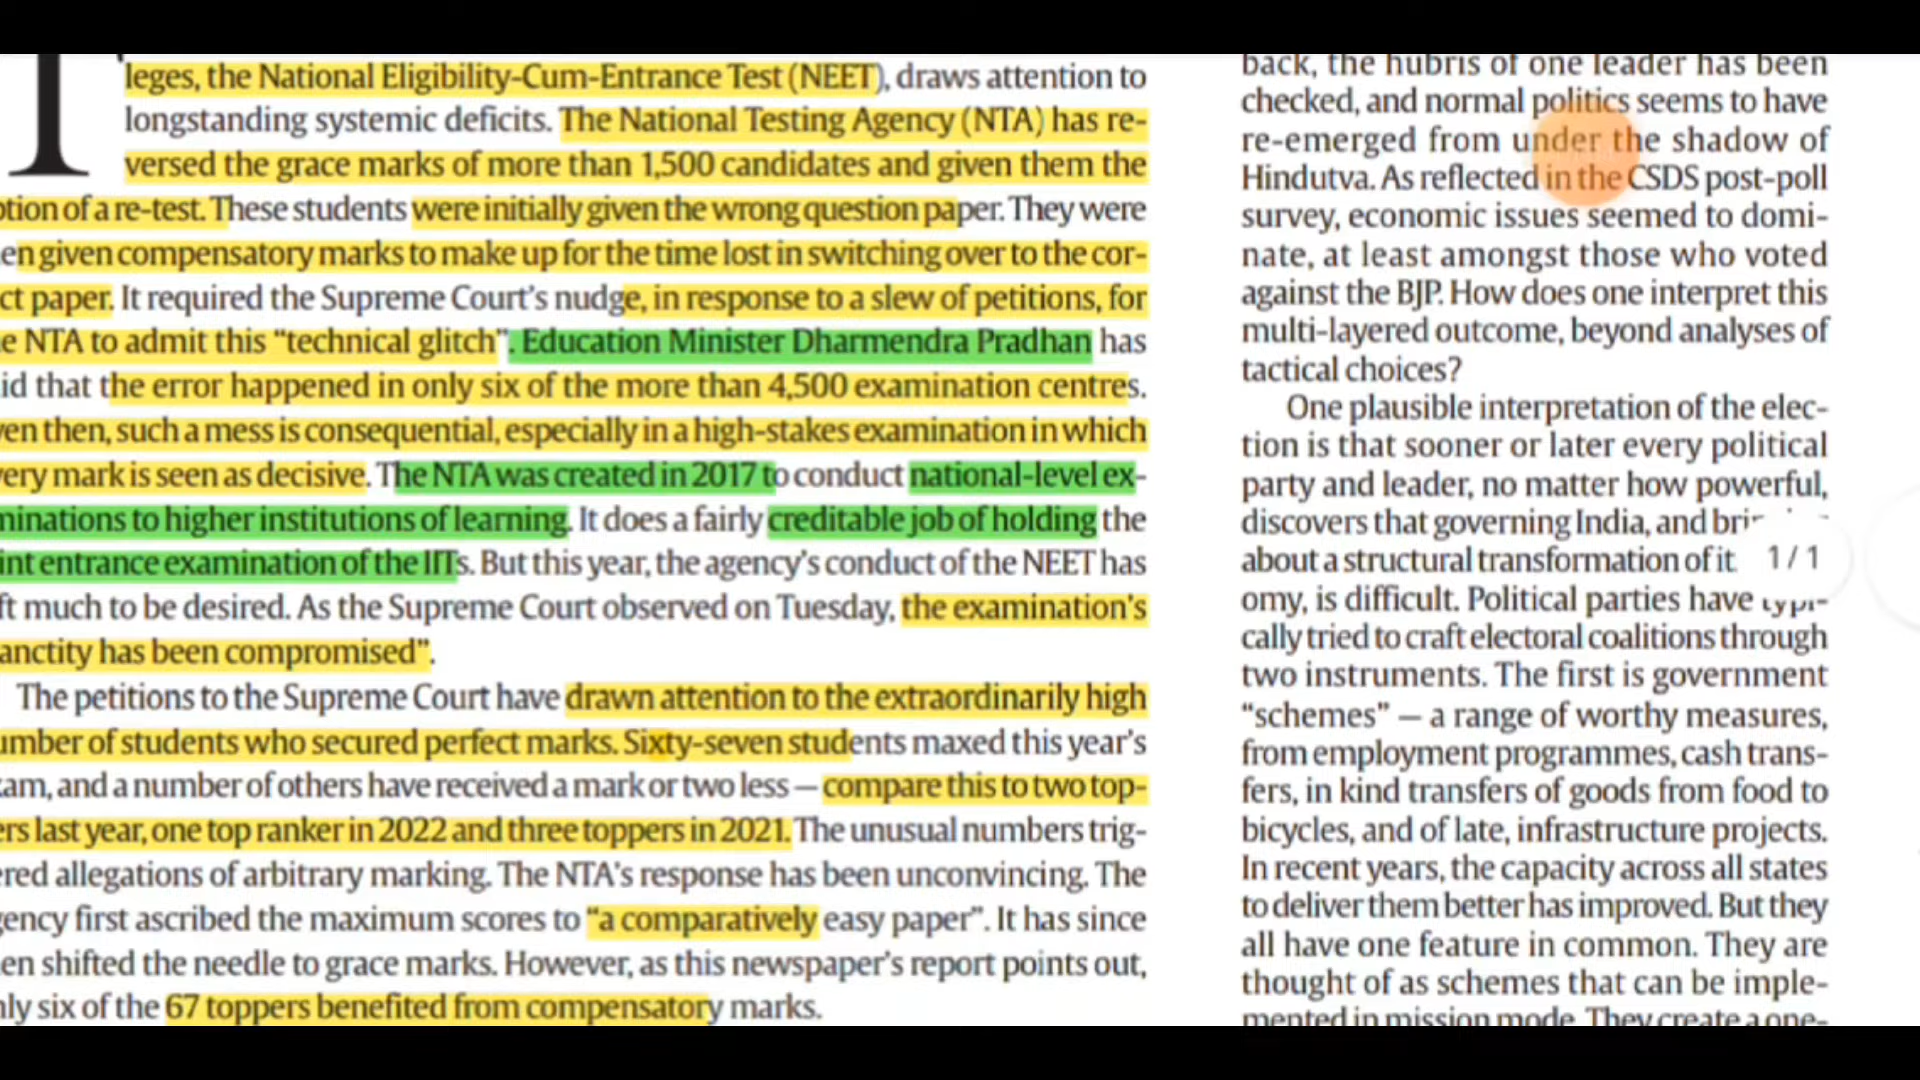 T
leges, the National Eligibility-Cum-Entrance Test (NEET), draws attention to
longstanding systemic deficits. The National Testing Agency (NTA) has re-
versed the grace marks of more than 1,500 candidates and given them the
ption of a re-test. These students were initially given the wrong question paper. They were
en given compensatory marks to make up for the time lost in switching over to the cor-
ct paper. It required the Supreme Court's nudge, in response to a slew of petitions, for
e NTA to admit this "technical glitch". Education Minister Dharmendra Pradhan has
id that the error happened in only six of the more than 4,500 examination centres.
ven then, such a mess is consequential, especially in a high-stakes examination in which
very mark is seen as decisive. The NTA was created in 2017 to conduct national-level ex-
minations to higher institutions of learning. It does a fairly creditable job of holding the
int entrance examination of the IITs. But this year, the agency's conduct of the NEET has
ft much to be desired. As the Supreme Court observed on Tuesday, the examination's
anctity has been compromised".
The petitions to the Supreme Court have drawn attention to the extraordinarily high
umber of students who secured perfect marks. Sixty-seven students maxed this year's
am, and a number of others have received a mark or two less — compare this to two top-
ers last year, one top ranker in 2022 and three toppers in 2021. The unusual numbers trig-
ered allegations of arbitrary marking. The NTA's response has been unconvincing. The
gency first ascribed the maximum scores to "a comparatively easy paper". It has since
en shifted the needle to grace marks. However, as this newspaper's report points out,
nly six of the 67 toppers benefited from compensatory marks.
back, the hubris of one leader has been
checked, and normal politics seems to have
re-emerged from under the shadow of
Hindutva. As reflected in the CSDS post-poll
survey, economic issues seemed to domi-
nate, at least amongst those who voted
against the BJP. How does one interpret this
multi-layered outcome, beyond analyses of
tactical choices?
One plausible interpretation of the elec-
tion is that sooner or later every political
party and leader, no matter how powerful,
discovers that governing India, and
about a structural transformation of it
omy, is difficult. Political parties have typi-
cally tried to craft electoral coalitions through
two instruments. The first is government
"schemes" — a range of worthy measures,
from employment programmes, cash trans-
fers, in kind transfers of goods from food to
bicycles, and of late, infrastructure projects.
In recent years, the capacity across all states
to deliver them better has improved. But they
all have one feature in common. They are
thought of as schemes that can be imple-
mented in mission mode. They create a one-
1 / 1